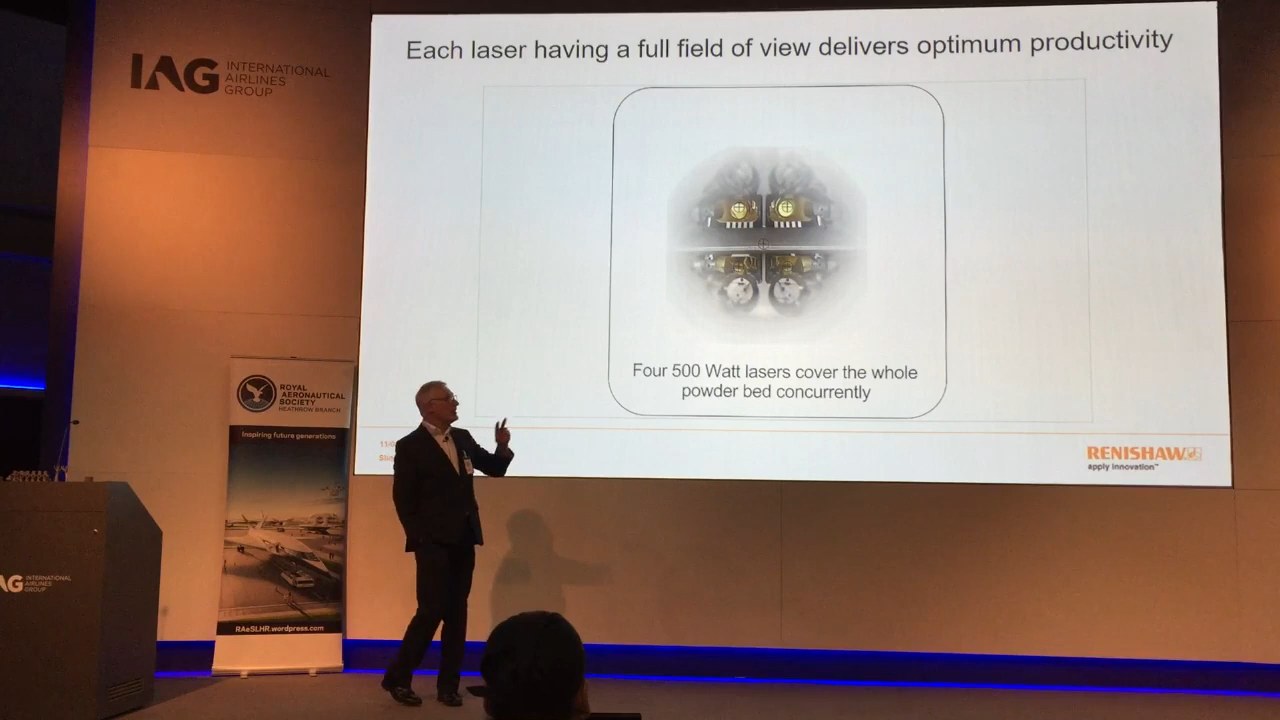 Each laser having a full field of view delivers optimum productivity
IAG INTERNATIONAL
AIRLINES
GROUP
Four 500 Watt lasers cover the whole
powder bed concurrently
RENISHAW
apply innovation™
ROYAL
AERONAUTICAL
SOCIETY
HEATHROW BRANCH
Inspiring future generations
RAeSLHR.wordpress.com
AG INTERNATIONAL
AIRLINES
GROUP